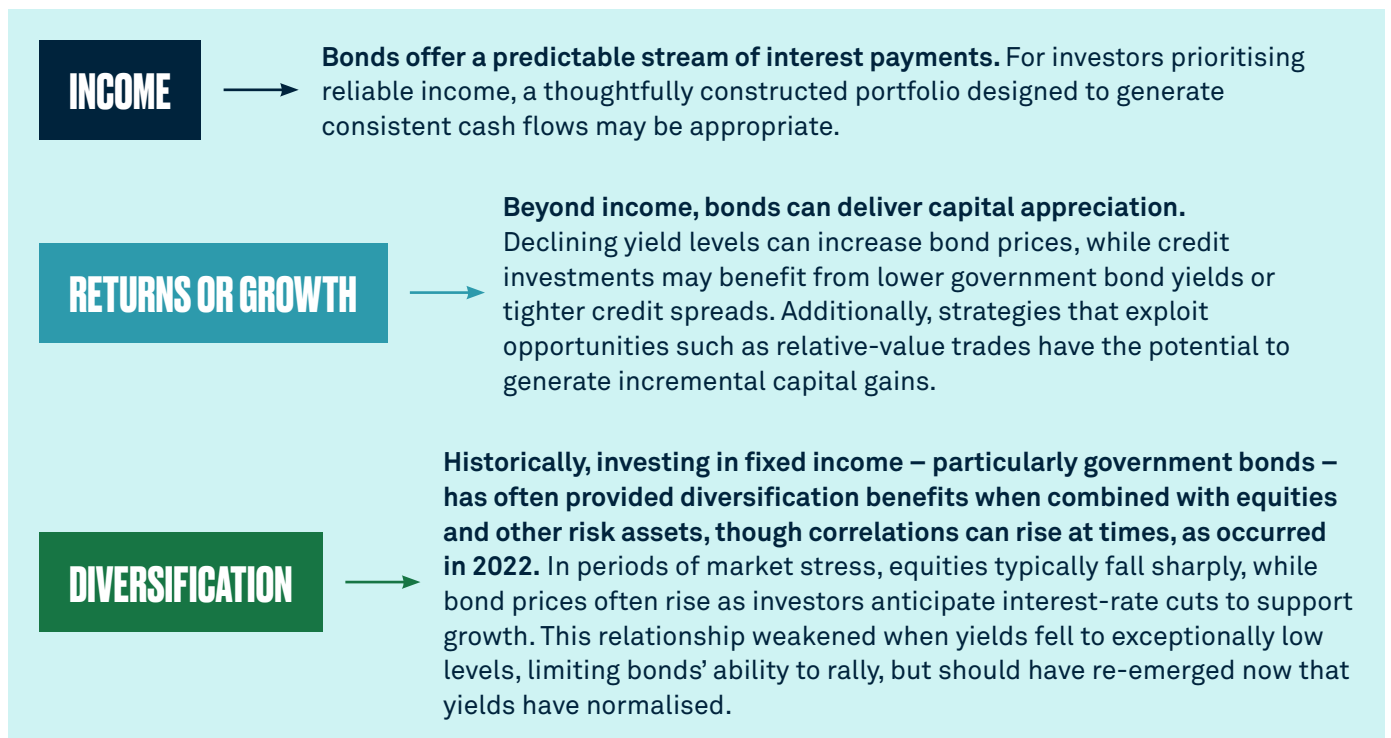 INCOME
Bonds offer a predictable stream of interest payments. For investors prioritising
reliable income, a thoughtfully constructed portfolio designed to generate
consistent cash flows may be appropriate.
RETURNS OR GROWTH
Beyond income, bonds can deliver capital appreciation.
Declining yield levels can increase bond prices, while credit
investments may benefit from lower government bond yields or
tighter credit spreads. Additionally, strategies that exploit
opportunities such as relative-value trades have the potential to
generate incremental capital gains.
DIVERSIFICATION
Historically, investing in fixed income – particularly government bonds –
has often provided diversification benefits when combined with equities
and other risk assets, though correlations can rise at times, as occurred
in 2022. In periods of market stress, equities typically fall sharply, while
bond prices often rise as investors anticipate interest-rate cuts to support
growth. This relationship weakened when yields fell to exceptionally low
levels, limiting bonds’ ability to rally, but should have re-emerged now that
yields have normalised.